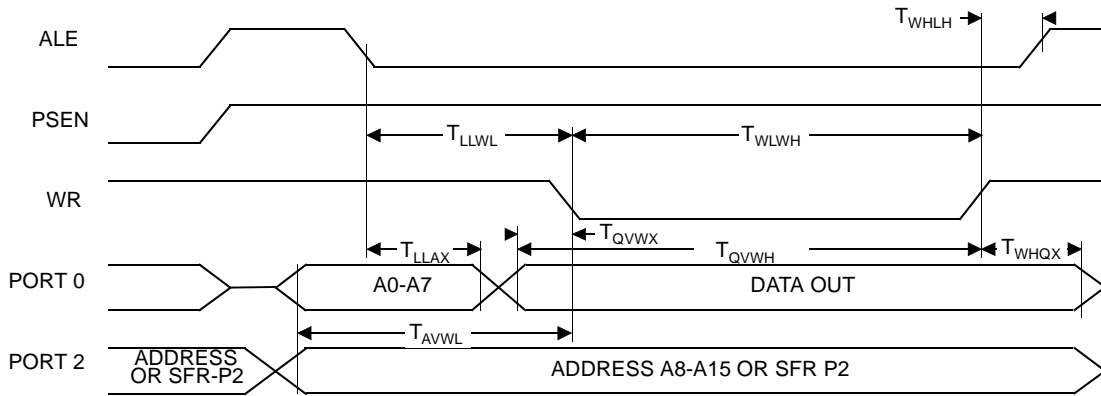 ALE
T_WHLH
PSEN
T_LLWL
T_WLWH
WR
T_LLAX
T_QVWX
T_QVWH
T_WHQX
PORT 0
A0-A7
DATA OUT
T_AVWL
PORT 2
ADDRESS
OR SFR-P2
ADDRESS A8-A15 OR SFR P2